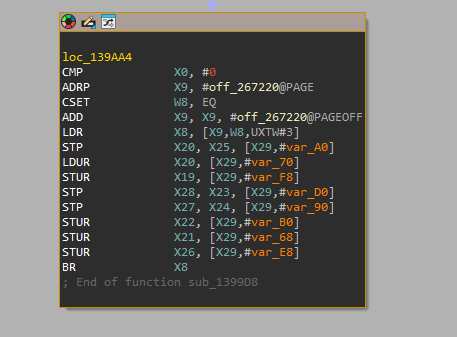 loc_139AA4
CMP X0, #0
ADRP X9, #off_267220@PAGE
CSET W8, EQ
ADD X9, X9, #off_267220@PAGEOFF
LDR X8, [X9,W8,UXTW#3]
STP X20, X25, [X29,#var_A0]
LDUR X20, [X29,#var_70]
STUR X19, [X29,#var_F8]
STP X28, X23, [X29,#var_D0]
STP X27, X24, [X29,#var_90]
STUR X22, [X29,#var_B0]
STUR X21, [X29,#var_68]
STUR X26, [X29,#var_E8]
BR X8
; End of function sub_1399D8